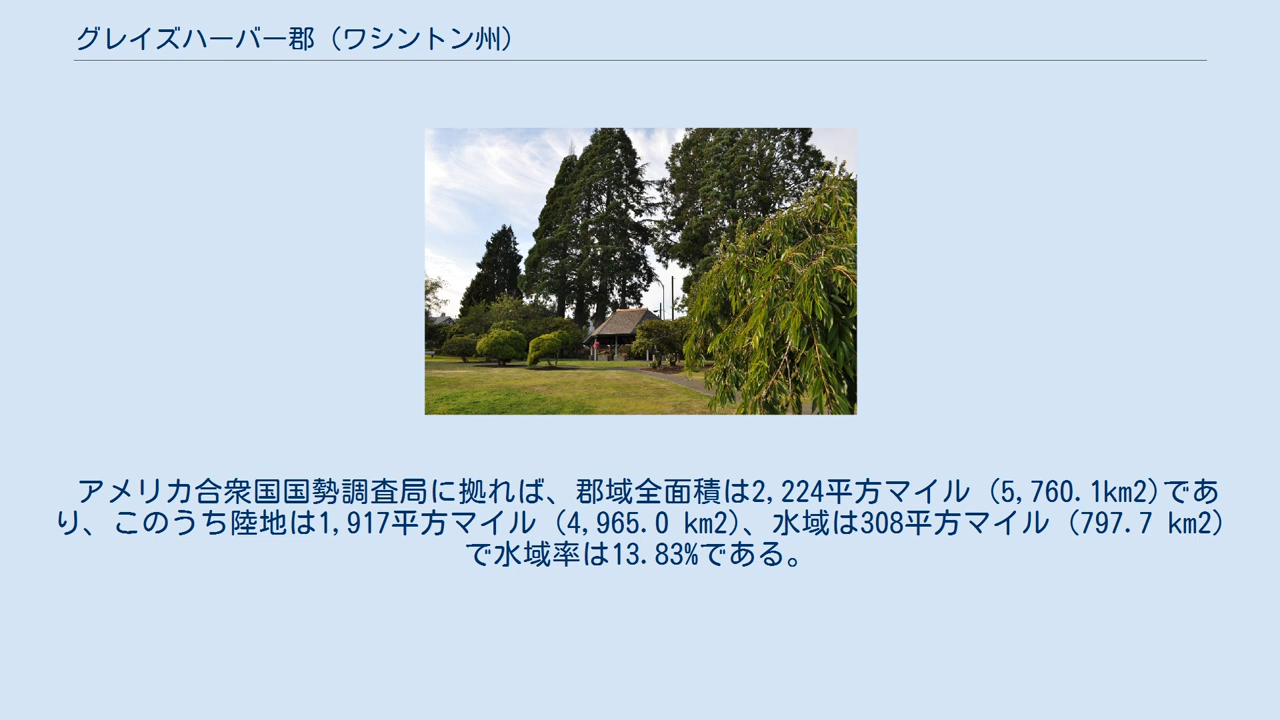 グレイズハーバー郡（ワシントン州）
アメリカ合衆国国勢調査局に拠れば、郡域全面積は2,224平方マイル (5,760.1km2)であ
り、このうち陸地は1,917平方マイル (4,965.0 km2)、水域は308平方マイル (797.7 km2)
で水域率は13.83%である。